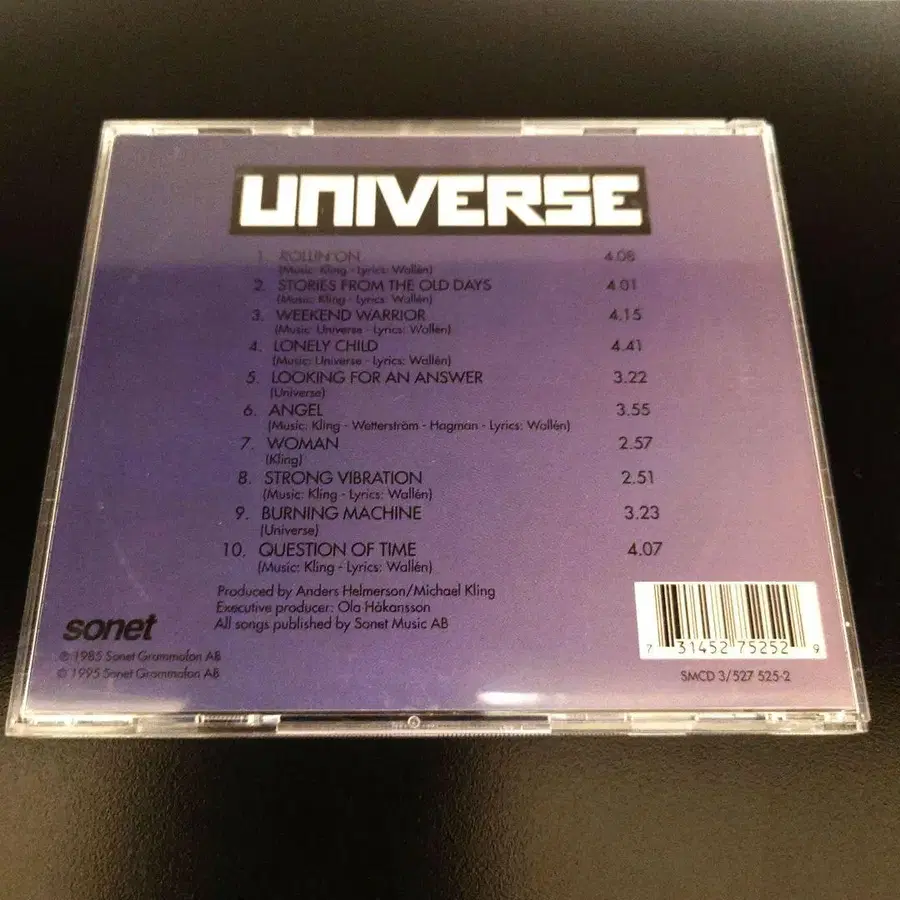 UNIVERSE
1. ROLLIN' ON 4.08
(Music: Kling - Lyrics: Wallén)
2. STORIES FROM THE OLD DAYS 4.01
(Music: Kling - Lyrics: Wallén)
3. WEEKEND WARRIOR 4.15
(Music: Universe - Lyrics: Wallén)
4. LONELY CHILD 4.41
(Music: Universe - Lyrics: Wallén)
5. LOOKING FOR AN ANSWER 3.22
(Universe)
6. ANGEL 3.55
(Music: Kling - Wetterström - Hagman - Lyrics: Wallén)
7. WOMAN 2.57
(Kling)
8. STRONG VIBRATION 2.51
(Music: Kling - Lyrics: Wallén)
9. BURNING MACHINE 3.23
(Universe)
10. QUESTION OF TIME 4.07
(Music: Kling - Lyrics: Wallén)
Produced by Anders Helmerson/Michael Kling
Executive producer: Ola Håkansson
All songs published by Sonet Music AB
sonet
℗ 1985 Sonet Grammofon AB
© 1995 Sonet Grammofon AB
7 31452 75252 9
SMCD 3/527 525-2